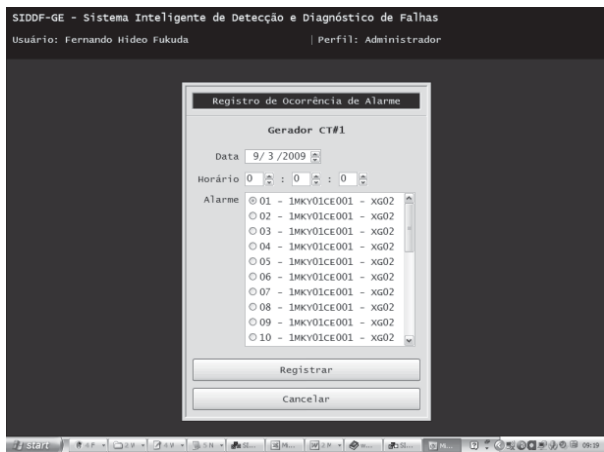 SIDDF-GE - Sistema Inteligente de Detecção e Diagnóstico de Falhas
Usuário: Fernando Hideo Fukuda | Perfil: Administrador
Registro de Ocorrência de Alarme
Gerador CT#1
Data 9/ 3 /2009
Horário 0 : 0 : 0
Alarme 01 - 1MKY01CE001 - XG02
02 - 1MKY01CE001 - XG02
03 - 1MKY01CE001 - XG02
04 - 1MKY01CE001 - XG02
05 - 1MKY01CE001 - XG02
06 - 1MKY01CE001 - XG02
07 - 1MKY01CE001 - XG02
08 - 1MKY01CE001 - XG02
09 - 1MKY01CE001 - XG02
10 - 1MKY01CE001 - XG02
Registrar
Cancelar
start 09:19